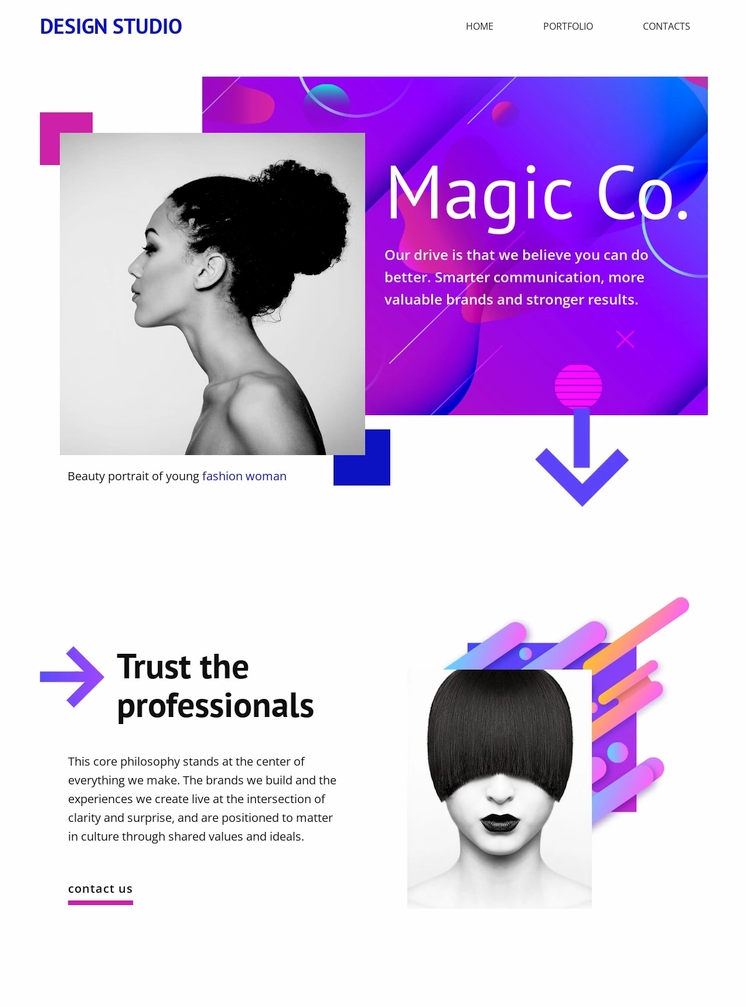 DESIGN STUDIO
HOME
PORTFOLIO
CONTACTS
Magic Co.
Our drive is that we believe you can do
better. Smarter communication, more
valuable brands and stronger results.
Beauty portrait of young fashion woman
Trust the
professionals
This core philosophy stands at the center of
everything we make. The brands we build and the
experiences we create live at the intersection of
clarity and surprise, and are positioned to matter
in culture through shared values and ideals.
contact us